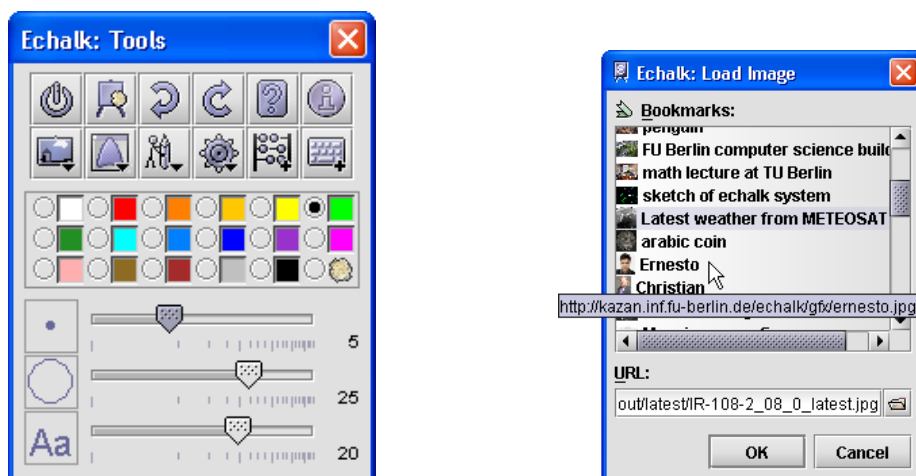 Echalk: Tools
5
25
Aa
20
Echalk: Load Image
Bookmarks:
penguin
FU Berlin computer science build
math lecture at TU Berlin
sketch of echalk system
Latest weather from METEOSAT
arabic coin
Ernesto
Christian
http://kazan.inf.fu-berlin.de/echalk/gfx/ernesto.jpg
URL:
out/latest/IR-108-2_08_0_latest.jpg
OK Cancel